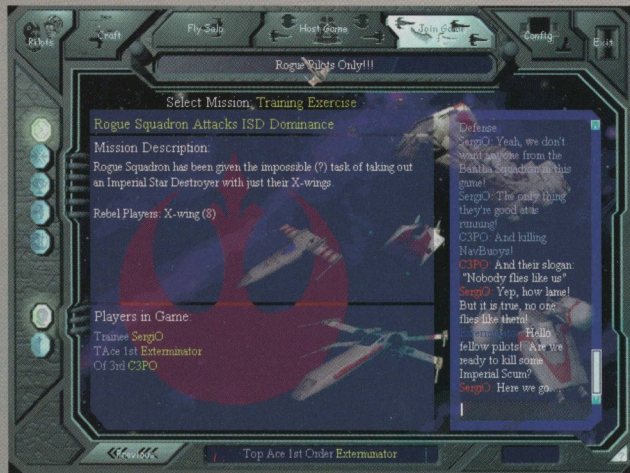 Pilots
Craft
Fly Solo
Host Game
Join Game
Config
Exit
Rogue Pilots Only!!!
Select Mission: Training Exercise
Rogue Squadron Attacks ISD Dominance
Mission Description:
Rogue Squadron has been given the impossible (?) task of taking out
an Imperial Star Destroyer with just their X-wings.
Rebel Players: X-wing (8)
Players in Game:
Trainee SergiO
TAce 1st Exterminator
Of 3rd C3PO
Defense
SergiO: Yeah, we don't
want anyone from the
Bantha Squadron in this
game!
SergiO: The only thing
they're good at is
running!
C3PO: And killing
NavBuoys!
C3PO: And their slogan:
"Nobody flies like us"
SergiO: Yep, how lame!
But it is true, no one
flies like them!
Hello
fellow pilots! Are we
ready to kill some
Imperial Scum?
SergiO: Here we go...
Previous
Top Ace 1st Order Exterminator